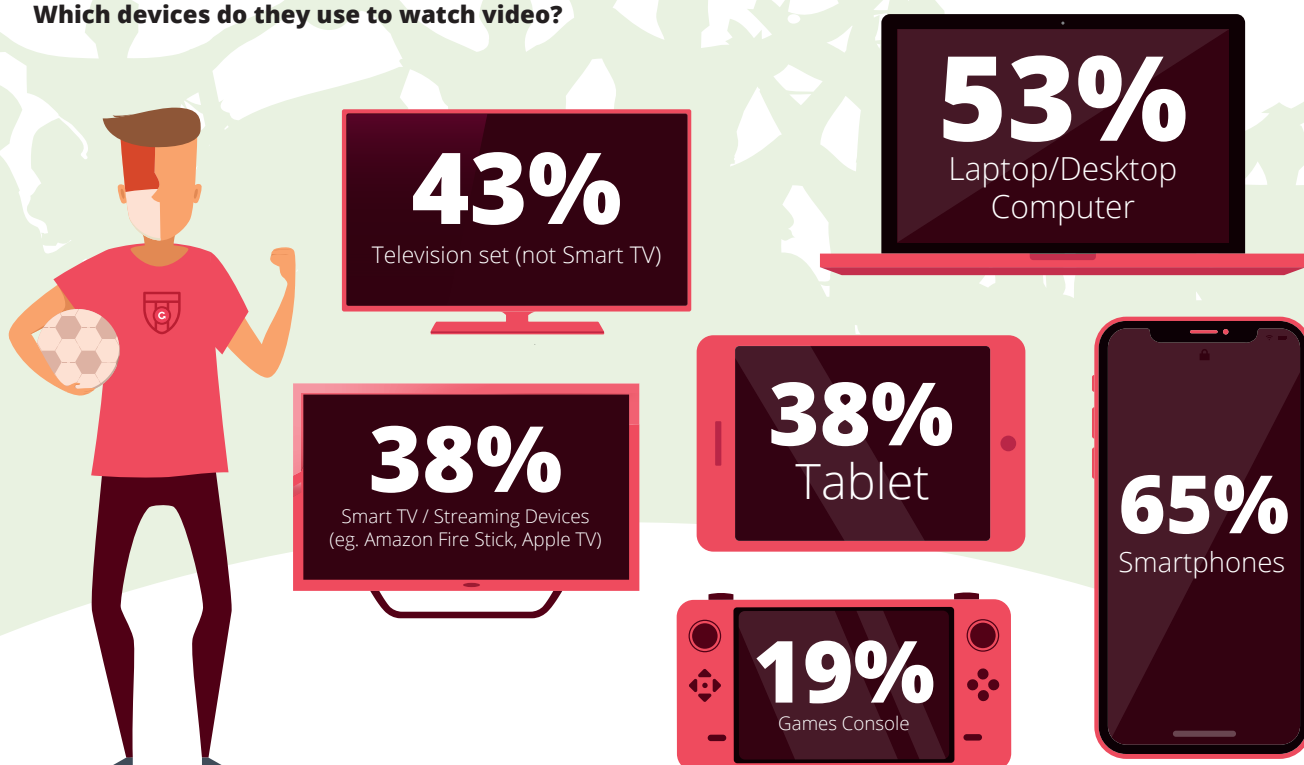 Which devices do they use to watch video?
43%
Television set (not Smart TV)
53%
Laptop/Desktop
Computer
38%
Smart TV / Streaming Devices
(eg. Amazon Fire Stick, Apple TV)
38%
Tablet
65%
Smartphones
19%
Games Console
G